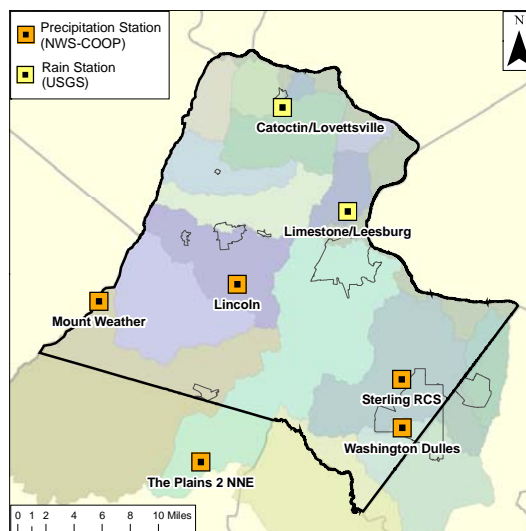 Precipitation Station
(NWS-COOP)
Rain Station
(USGS)
N
Catoctin/Lovettsville
Limestone/Leesburg
Lincoln
Mount Weather
Sterling RCS
Washington Dulles
The Plains 2 NNE
0 1 2 4 6 8 10 Miles